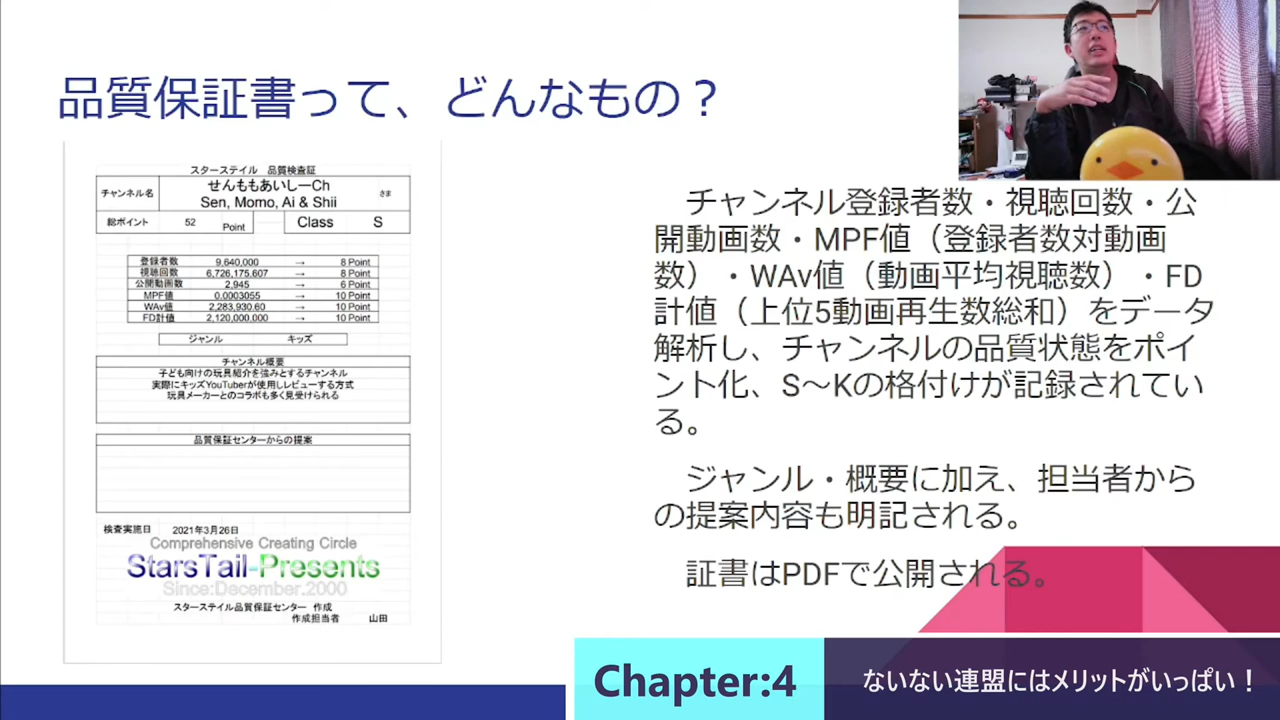 品質保証書って、どんなもの？
スターステイル 品質検査証
チャンネル名
せんももあいしーCh
Sen, Momo, Ai & Shii
さま
総ポイント 52 Point Class S
登録者数 9,640,000 → 8 Point
視聴回数 6,726,175,607 → 8 Point
公開動画数 2,945 → 6 Point
MPF値 0.0003055 → 10 Point
WAv値 2,283,930.60 → 10 Point
FD計値 2,120,000,000 → 10 Point
ジャンル キッズ
チャンネル概要
子ども向けの玩具紹介を強みとするチャンネル
実際にキッズYouTuberが使用しレビューする方式
玩具メーカーとのコラボも多く見受けられる
品質保証センターからの提案
検査実施日 2021年3月26日
Comprehensive Creating Circle
StarsTail-Presents
Since:December.2000
スターステイル品質保証センター 作成
作成担当者 山田
チャンネル登録者数・視聴回数・公
開動画数・MPF値（登録者数対動画
数）・WAv値（動画平均視聴数）・FD
計値（上位5動画再生数総和）をデータ
解析し、チャンネルの品質状態をポイ
ント化、S～Kの格付けが記録されてい
る。
ジャンル・概要に加え、担当者から
の提案内容も明記される。
証書はPDFで公開される。
Chapter:4
ないない連盟にはメリットがいっぱい！